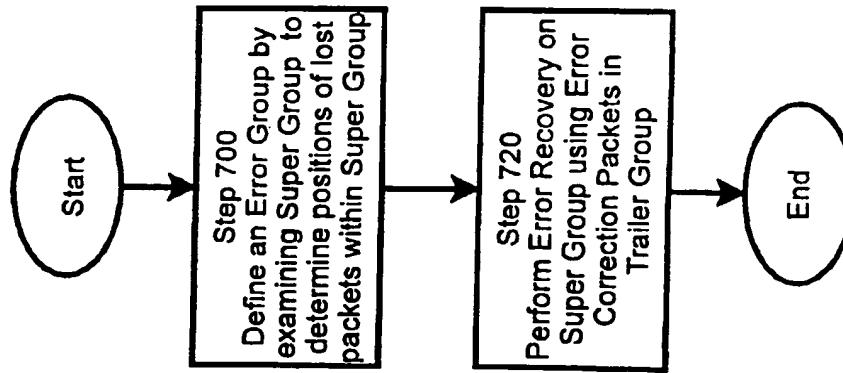 Start
Step 700
Define an Error Group by
examining Super Group to
determine positions of lost
packets within Super Group
Step 720
Perform Error Recovery on
Super Group using Error
Correction Packets in
Trailer Group
End